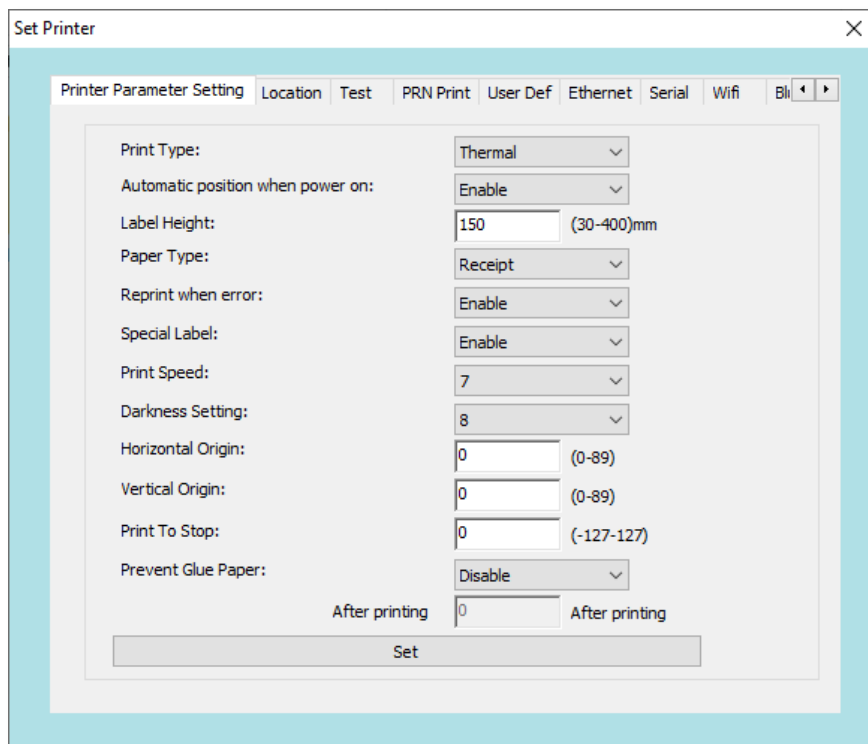 Set Printer
Printer Parameter Setting Location Test PRN Print User Def Ethernet Serial Wifi
Print Type: Thermal
Automatic position when power on: Enable
Label Height: 150 (30-400)mm
Paper Type: Receipt
Reprint when error: Enable
Special Label: Enable
Print Speed: 7
Darkness Setting: 8
Horizontal Origin: 0 (0-89)
Vertical Origin: 0 (0-89)
Print To Stop: 0 (-127-127)
Prevent Glue Paper: Disable
After printing 0 After printing
Set